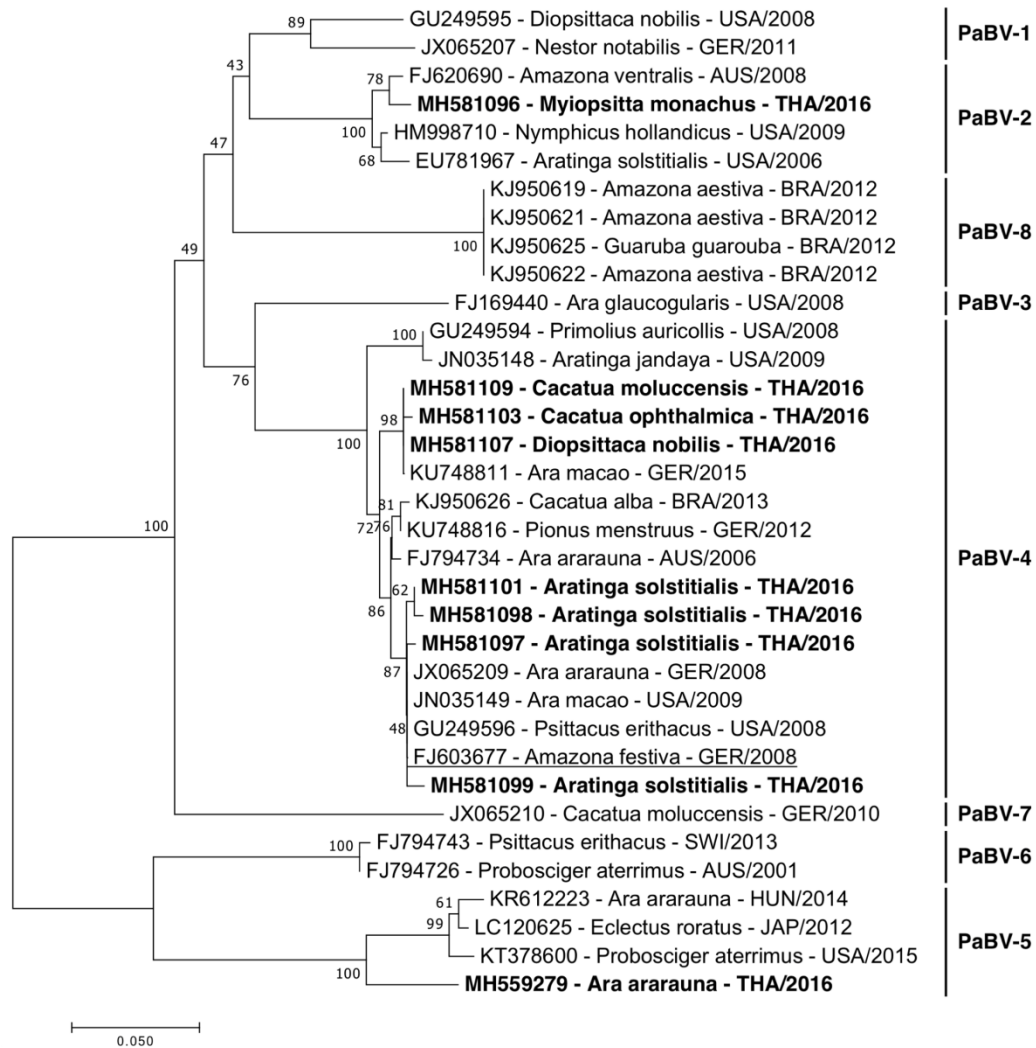 GU249595 - Diopsittaca nobilis - USA/2008
89
PaBV-1
JX065207 - Nestor notabilis - GER/2011
43
FJ620690 - Amazona ventralis - AUS/2008
78
MH581096 - Myiopsitta monachus - THA/2016
PaBV-2
100
HM998710 - Nymphicus hollandicus - USA/2009
47
68
EU781967 - Aratinga solstitialis - USA/2006
KJ950619 - Amazona aestiva - BRA/2012
KJ950621 - Amazona aestiva - BRA/2012
PaBV-8
49
100
KJ950625 - Guaruba guarouba - BRA/2012
KJ950622 - Amazona aestiva - BRA/2012
FJ169440 - Ara glaucogularis - USA/2008
PaBV-3
100
GU249594 - Primolius auricollis - USA/2008
JN035148 - Aratinga jandaya - USA/2009
76
MH581109 - Cacatua moluccensis - THA/2016
98
MH581103 - Cacatua ophthalmica - THA/2016
100
MH581107 - Diopsittaca nobilis - THA/2016
KU748811 - Ara macao - GER/2015
81
KJ950626 - Cacatua alba - BRA/2013
100
72
76
KU748816 - Pionus menstruus - GER/2012
FJ794734 - Ara ararauna - AUS/2006
PaBV-4
62
MH581101 - Aratinga solstitialis - THA/2016
86
MH581098 - Aratinga solstitialis - THA/2016
MH581097 - Aratinga solstitialis - THA/2016
87
JX065209 - Ara ararauna - GER/2008
JN035149 - Ara macao - USA/2009
48
GU249596 - Psittacus erithacus - USA/2008
FJ603677 - Amazona festiva - GER/2008
MH581099 - Aratinga solstitialis - THA/2016
JX065210 - Cacatua moluccensis - GER/2010
PaBV-7
100
FJ794743 - Psittacus erithacus - SWI/2013
PaBV-6
FJ794726 - Probosciger aterrimus - AUS/2001
61
KR612223 - Ara ararauna - HUN/2014
99
LC120625 - Eclectus roratus - JAP/2012
PaBV-5
KT378600 - Probosciger aterrimus - USA/2015
100
MH559279 - Ara ararauna - THA/2016
0.050